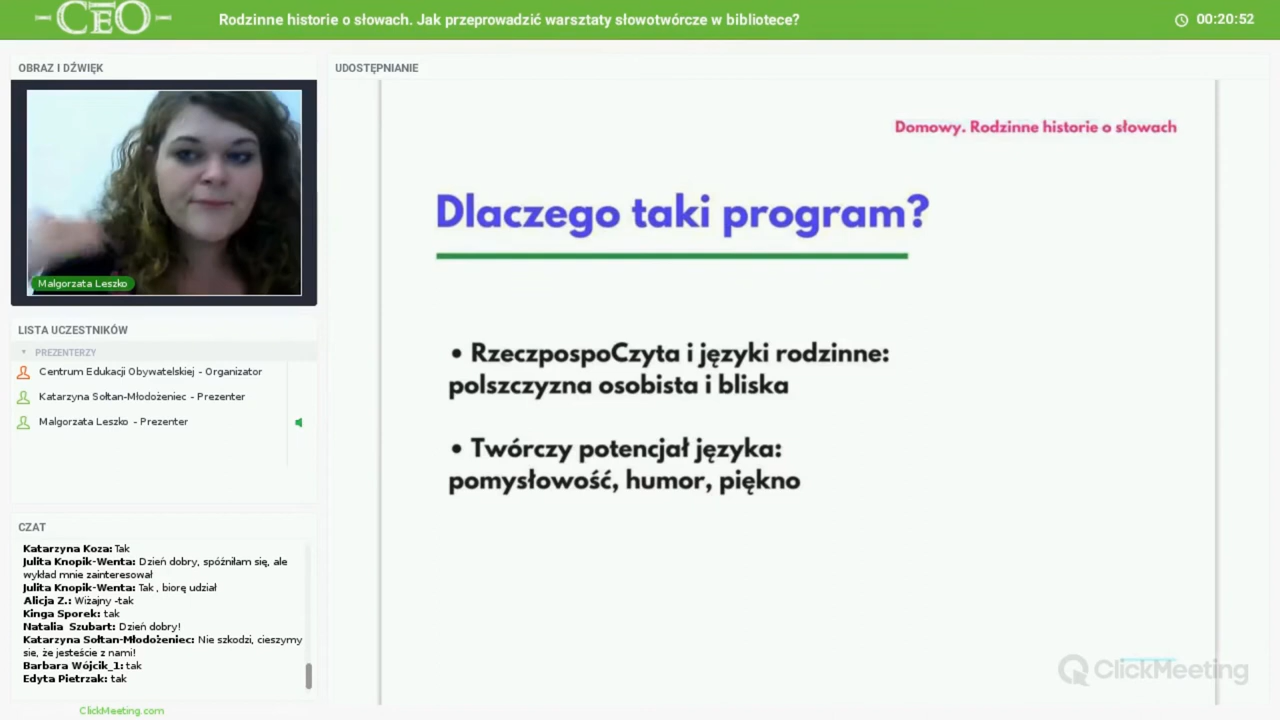 CEO
Rodzinne historie o słowach. Jak przeprowadzić warsztaty słowotwórcze w bibliotece?
00:20:52
OBRAZ I DŹWIĘK
Malgorzata Leszko
LISTA UCZESTNIKÓW
PREZENTERZY
Centrum Edukacji Obywatelskiej - Organizator
Katarzyna Sołtan-Młodożeniec - Prezenter
Malgorzata Leszko - Prezenter
CZAT
Katarzyna Koza: Tak
Julita Knopik-Wenta: Dzień dobry, spóżniłam się, ale
wykład mnie zainteresował
Julita Knopik-Wenta: Tak , biorę udział
Alicja Z.: Wiżajny -tak
Kinga Sporek: tak
Natalia Szubart: Dzień dobry!
Katarzyna Sołtan-Młodożeniec: Nie szkodzi, cieszymy
sie, że jesteście z nami!
Barbara Wójcik_1: tak
Edyta Pietrzak: tak
ClickMeeting.com
UDOSTĘPNIANIE
Domowy. Rodzinne historie o słowach
Dlaczego taki program?
• RzeczpospoCzyta i języki rodzinne:
polszczyzna osobista i bliska
• Twórczy potencjał języka:
pomysłowość, humor, piękno
ClickMeeting